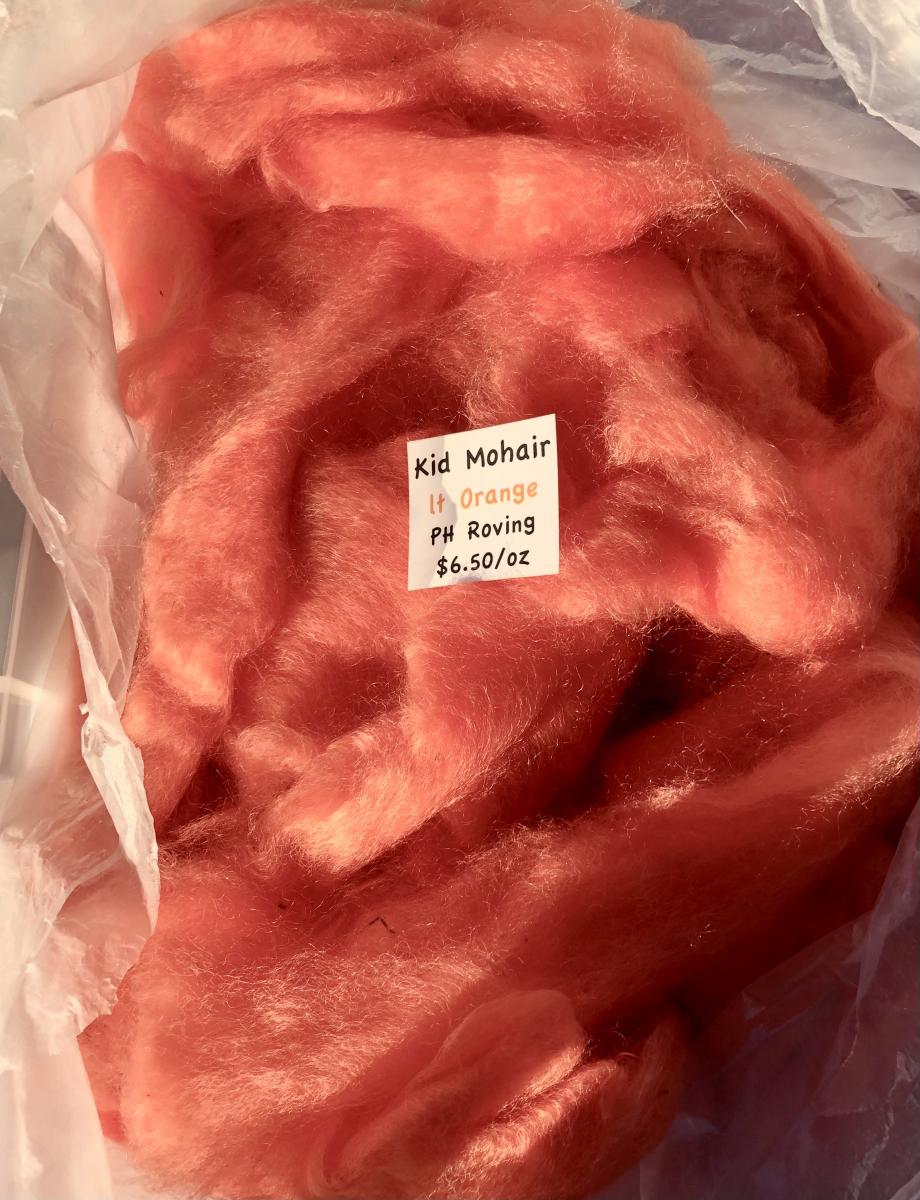 Kid Mohair
lt Orange
PH Roving
$6.50/oz